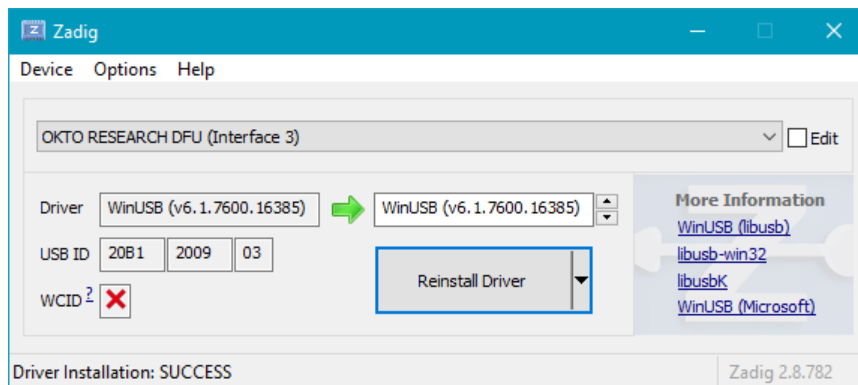 Zadig
Device Options Help
OKTO RESEARCH DFU (Interface 3)
Edit
Driver WinUSB (v6.1.7600.16385) WinUSB (v6.1.7600.16385)
USB ID 20B1 2009 03
WCID ?
Reinstall Driver
More Information
WinUSB (libusb)
libusb-win32
libusbK
WinUSB (Microsoft)
Driver Installation: SUCCESS
Zadig 2.8.782